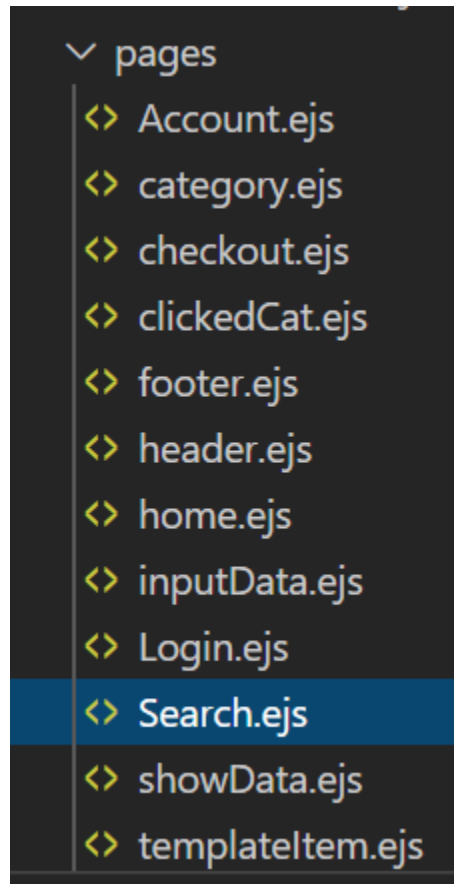 pages
Account.ejs
category.ejs
checkout.ejs
clickedCat.ejs
footer.ejs
header.ejs
home.ejs
inputData.ejs
Login.ejs
Search.ejs
showData.ejs
templateItem.ejs